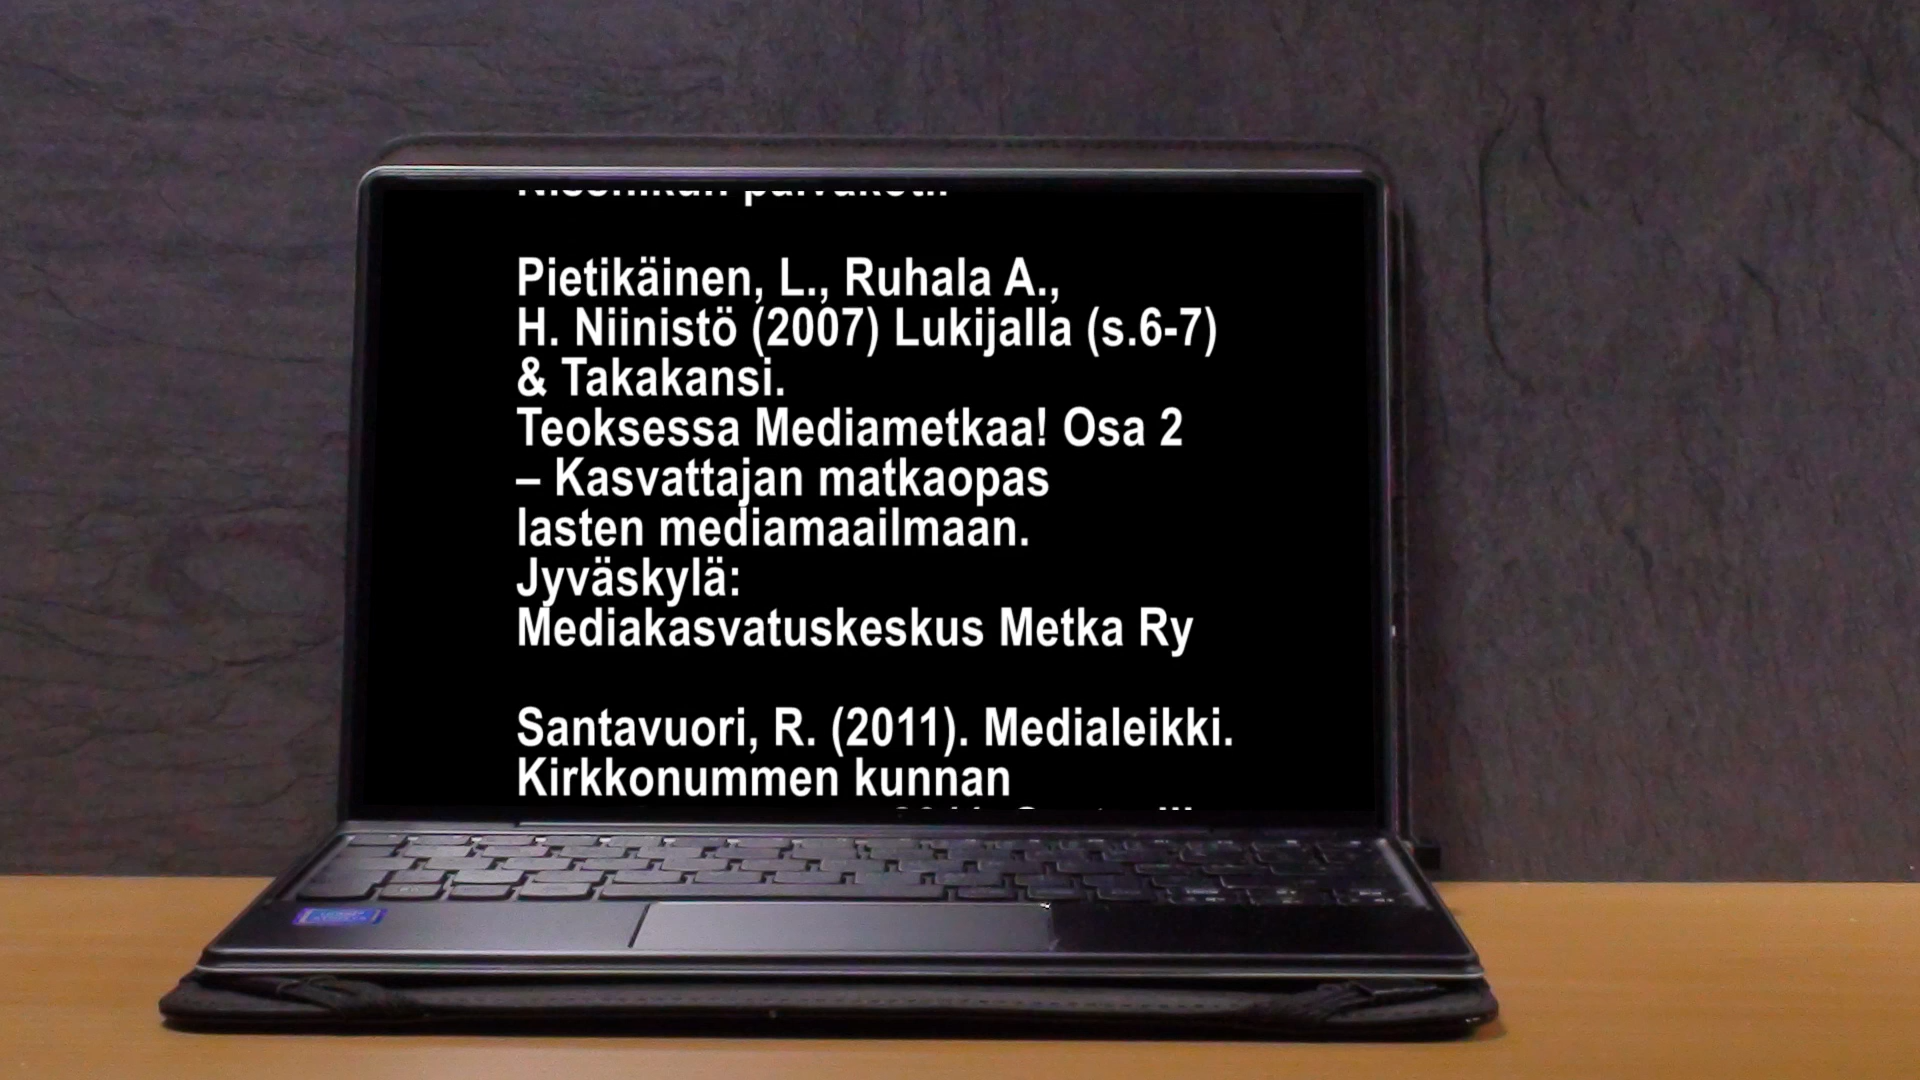 Pietikäinen, L., Ruhala A.,
H. Niinistö (2007) Lukijalla (s.6-7)
& Takakansi.
Teoksessa Mediametkaa! Osa 2
– Kasvattajan matkaopas
lasten mediamaailmaan.
Jyväskylä:
Mediakasvatuskeskus Metka Ry
Santavuori, R. (2011). Medialeikki.
Kirkkonummen kunnan